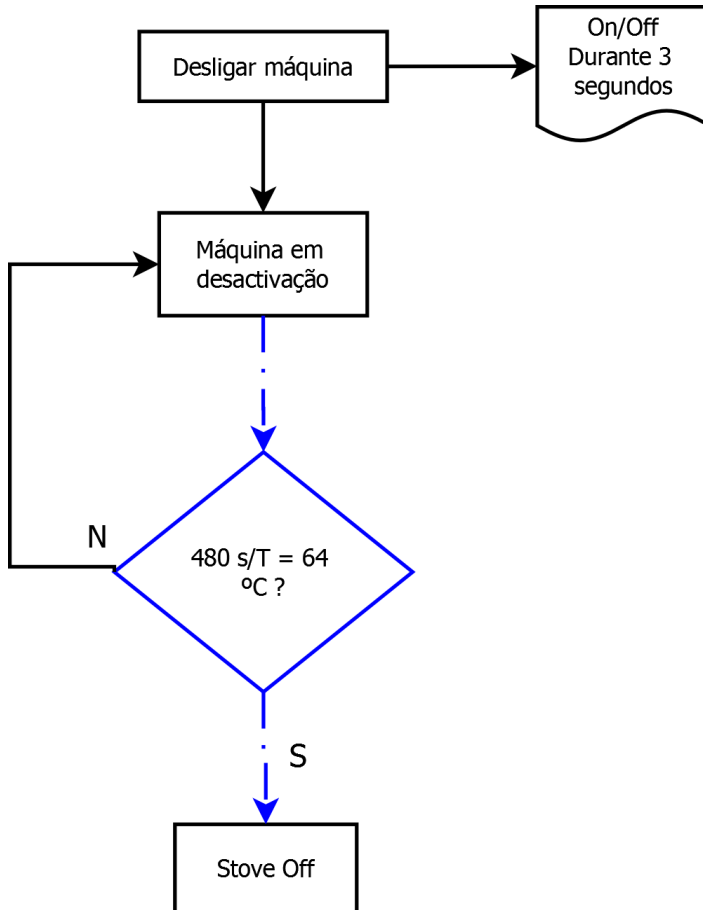 Desligar máquina
On/Off
Durante 3
segundos
Máquina em
desactivação
N
480 s/T = 64
ºC ?
S
Stove Off